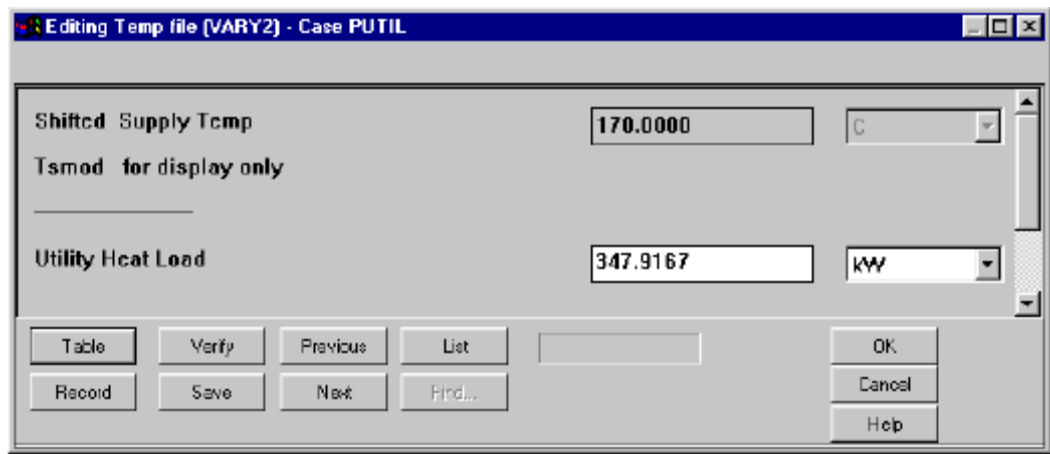 Editing Temp file (VARY2) - Case PUTIL
Shifted Supply Temp 170.0000 C
Tsmod for display only
Utility Heat Load 347.9167 kW
Table Verify Previous List OK
Record Save Next Find... Cancel
Help